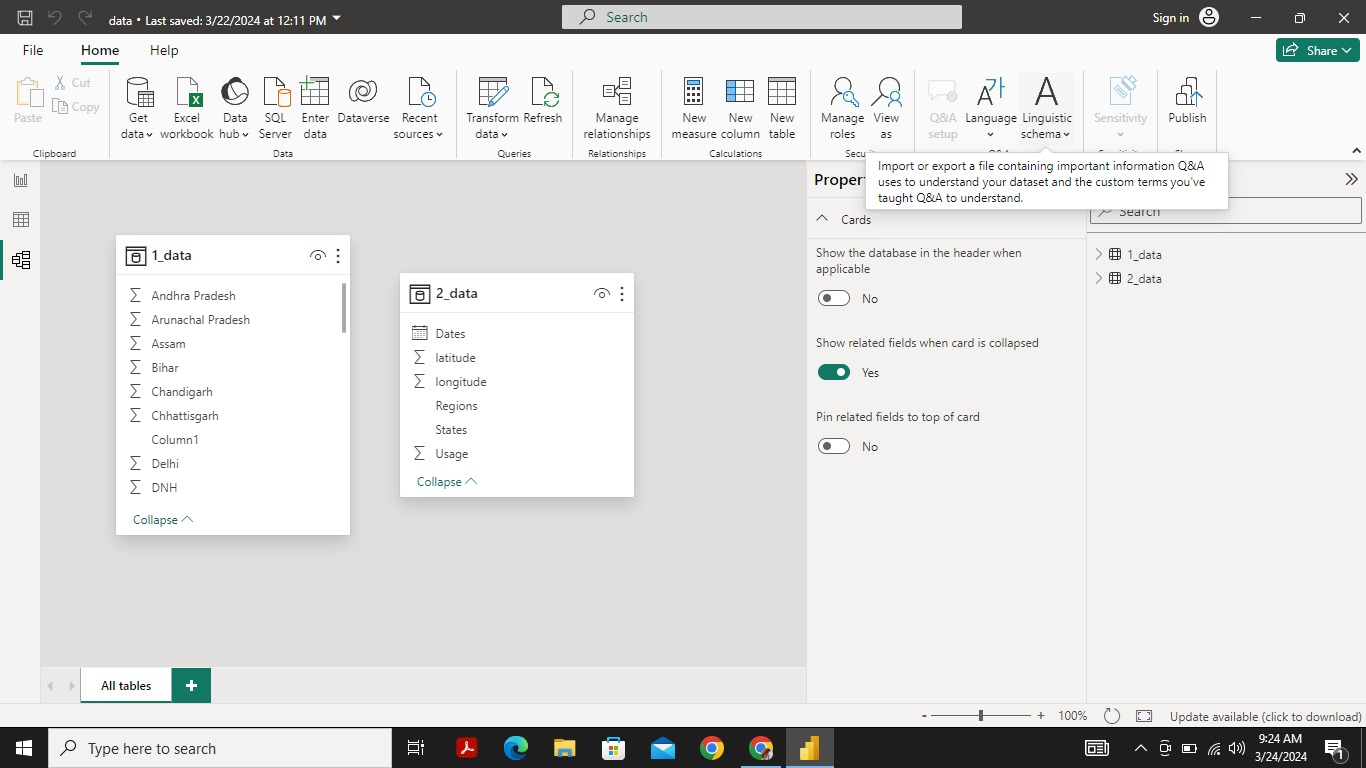 data • Last saved: 3/22/2024 at 12:11 PM
Search
Sign in
File
Home
Help
Share
Paste
Cut
Copy
Clipboard
Get data
Excel workbook
Data hub
SQL Server
Enter data
Dataverse
Recent sources
Data
Transform data
Refresh
Queries
Manage relationships
Relationships
New measure
New column
New table
Calculations
Manage roles
View as
Q&A setup
Language
Linguistic schema
Sensitivity
Publish
Import or export a file containing important information Q&A
uses to understand your dataset and the custom terms you've
taught Q&A to understand.
Cards
Show the database in the header when
applicable
No
Show related fields when card is collapsed
Yes
Pin related fields to top of card
No
Search
1_data
2_data
1_data
Andhra Pradesh
Arunachal Pradesh
Assam
Bihar
Chandigarh
Chhattisgarh
Column1
Delhi
DNH
Collapse
2_data
Dates
latitude
longitude
Regions
States
Usage
Collapse
All tables
+
- + 100%
Update available (click to download)
Type here to search
9:24 AM
3/24/2024
1